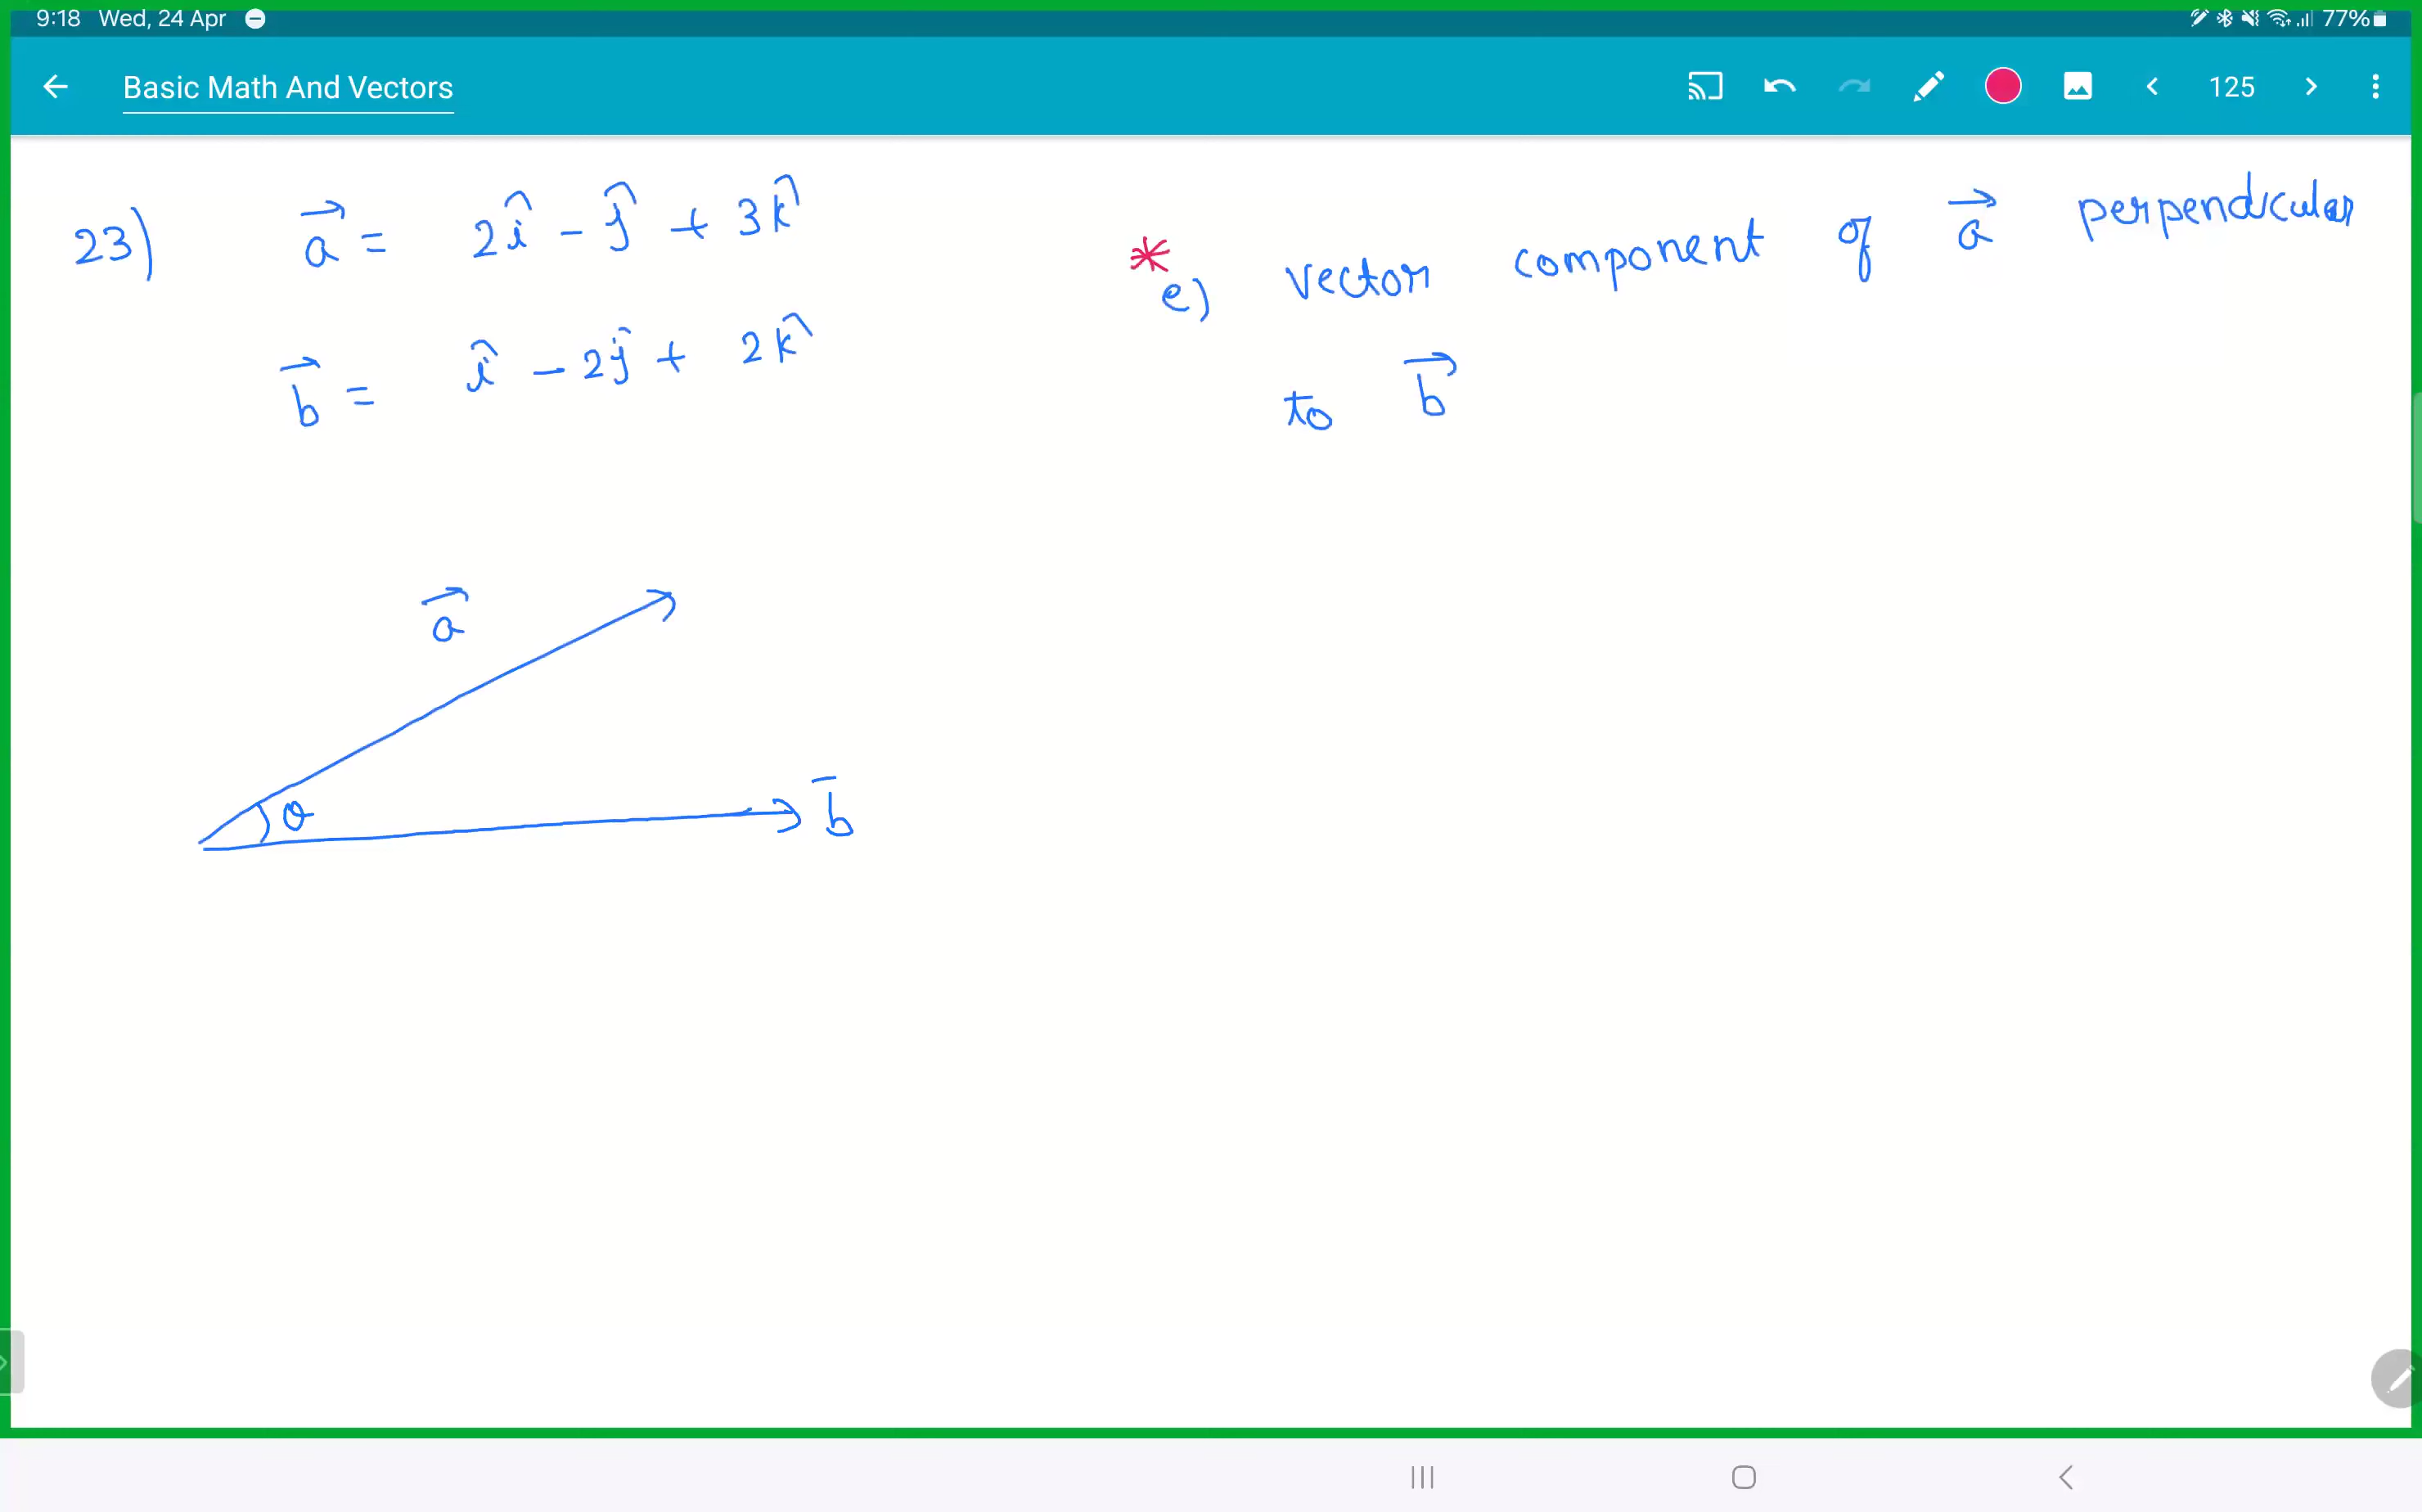 9:18 Wed, 24 Apr 77%
Basic Math And Vectors 125
23) a⃗ = 2î - ĵ + 3k̂
b⃗ = î - 2ĵ + 2k̂
* e) vector component of a⃗ perpendicular
to b⃗
a⃗
θ
b̅